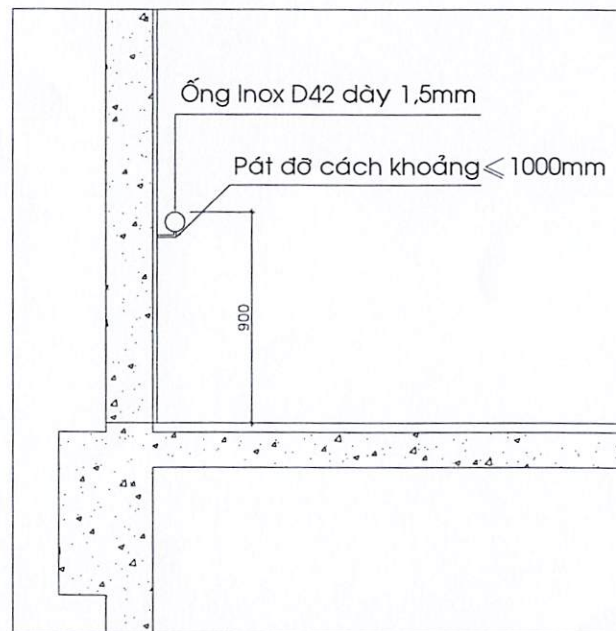 Ống Inox D42 dày 1,5mm
Pát đỡ cách khoảng ≤ 1000mm
900